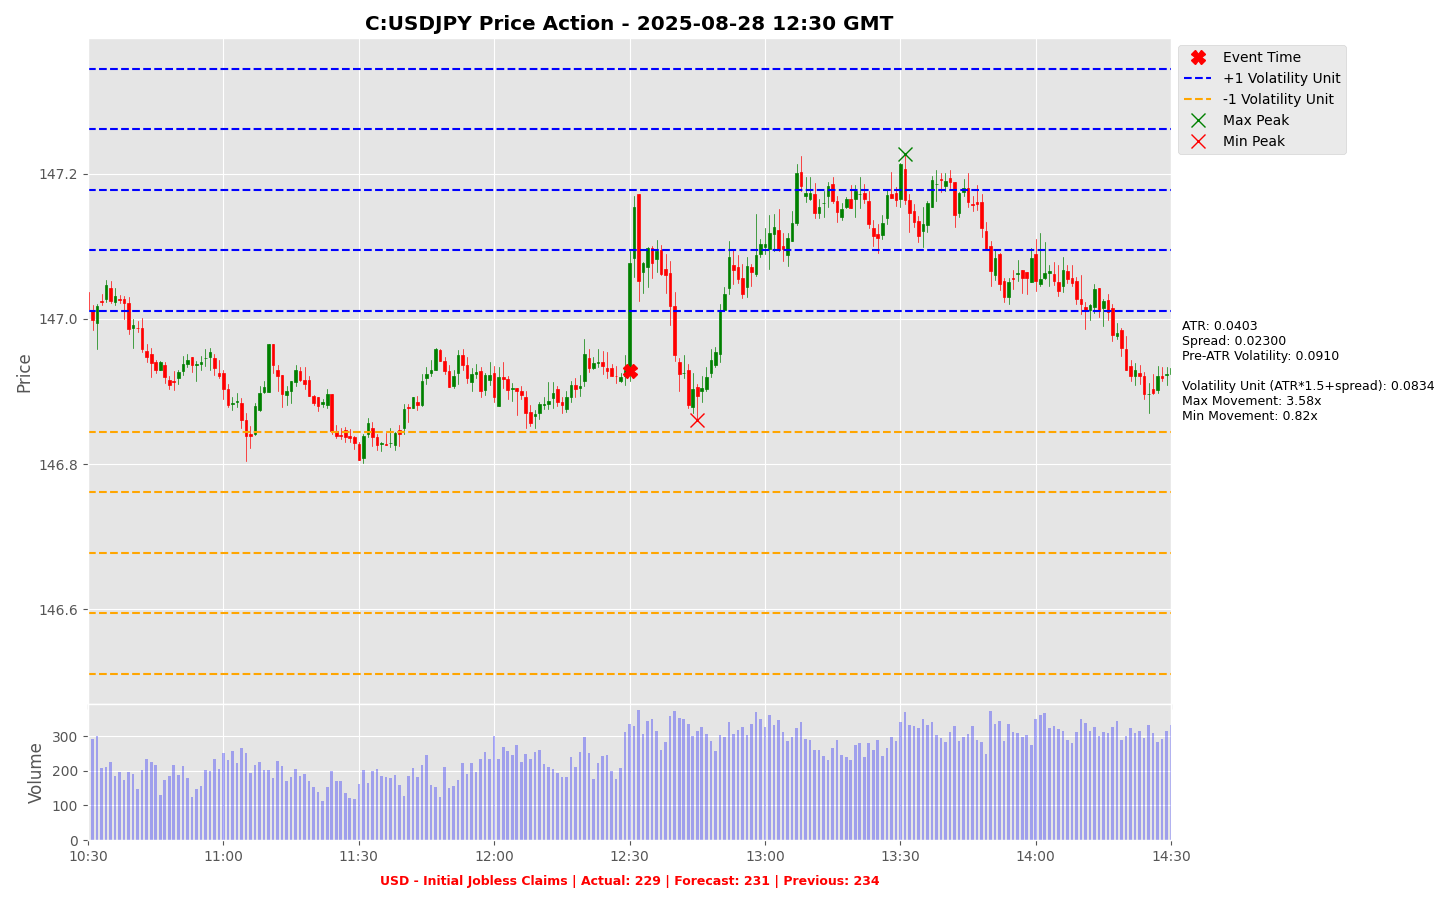 C:USDJPY Price Action - 2025-08-28 12:30 GMT
Event Time
+1 Volatility Unit
-1 Volatility Unit
Max Peak
Min Peak
147.2
147.0
146.8
146.6
Price
ATR: 0.0403
Spread: 0.02300
Pre-ATR Volatility: 0.0910
Volatility Unit (ATR*1.5+spread): 0.0834
Max Movement: 3.58x
Min Movement: 0.82x
300
200
100
0
Volume
10:30 11:00 11:30 12:00 12:30 13:00 13:30 14:00 14:30
USD - Initial Jobless Claims | Actual: 229 | Forecast: 231 | Previous: 234